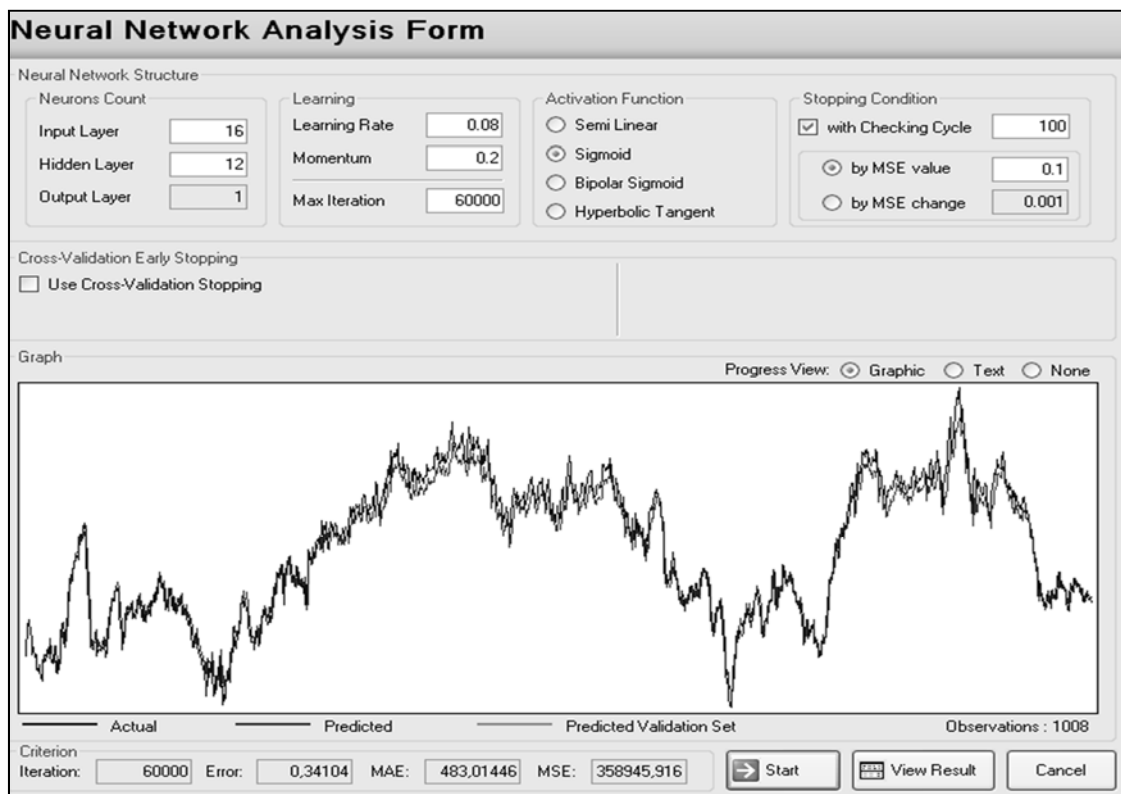 Neural Network Analysis Form
Neural Network Structure
Neurons Count
Input Layer 16
Hidden Layer 12
Output Layer 1
Learning
Learning Rate 0.08
Momentum 0.2
Max Iteration 60000
Activation Function
Semi Linear
Sigmoid
Bipolar Sigmoid
Hyperbolic Tangent
Stopping Condition
with Checking Cycle 100
by MSE value 0.1
by MSE change 0.001
Cross-Validation Early Stopping
Use Cross-Validation Stopping
Graph
Progress View: Graphic Text None
Actual Predicted Predicted Validation Set Observations : 1008
Criterion
Iteration: 60000 Error: 0,34104 MAE: 483,01446 MSE: 358945,916 Start View Result Cancel